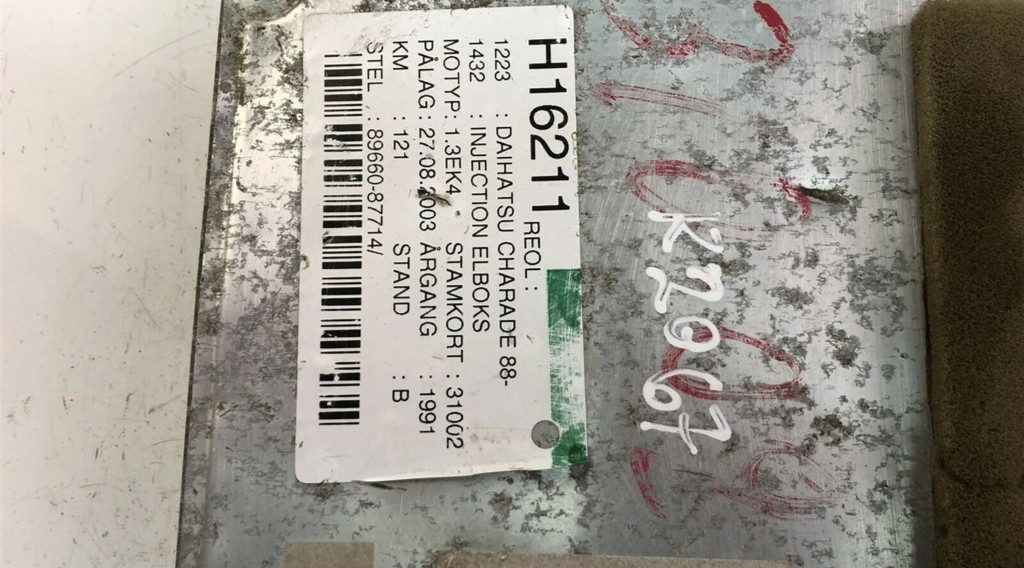 H16211 REOL :
1223 : DAIHATSU CHARADE 88-
1432 : INJECTION ELBOKS
MOTYP: 1.3EK4 STAMKORT : 31002
PÅLAG : 27.08.2003 ÅRGANG : 1991
KM : 121 STAND : B
STEL : 89660-87714/
K2067